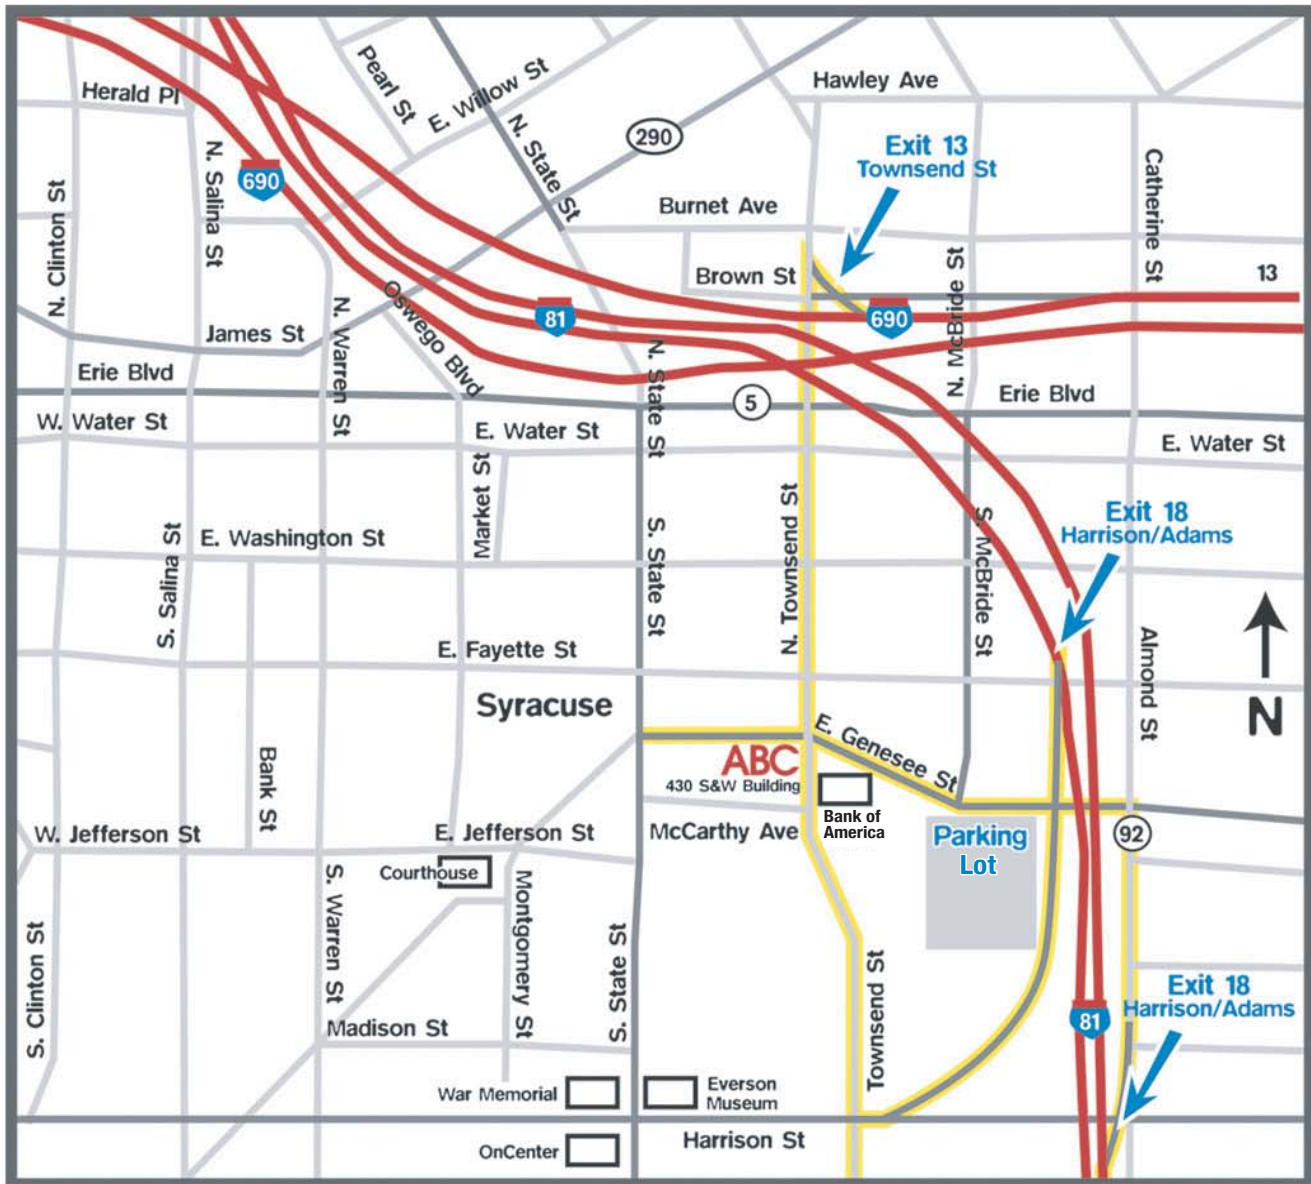 Pearl St
E. Willow St
Hawley Ave
Herald Pl
N. State St
290
Exit 13
Townsend St
N. Salina St
690
Catherine St
N. Clinton St
Burnet Ave
Brown St
N. McBride St
13
Oswego Blvd
N. Warren St
81
690
James St
Erie Blvd
N. State St
5
Erie Blvd
W. Water St
E. Water St
E. Water St
Market St
N. Townsend St
S. McBride St
Exit 18
Harrison/Adams
S. Salina St
E. Washington St
S. State St
E. Fayette St
Almond St
N
Syracuse
E. Genesee St
ABC
430 S&W Building
Bank St
Bank of
America
W. Jefferson St
E. Jefferson St
McCarthy Ave
Parking
Lot
92
Courthouse
S. Warren St
Montgomery St
S. Clinton St
S. State St
Townsend St
Exit 18
Harrison/Adams
81
Madison St
War Memorial
Everson
Museum
Harrison St
OnCenter